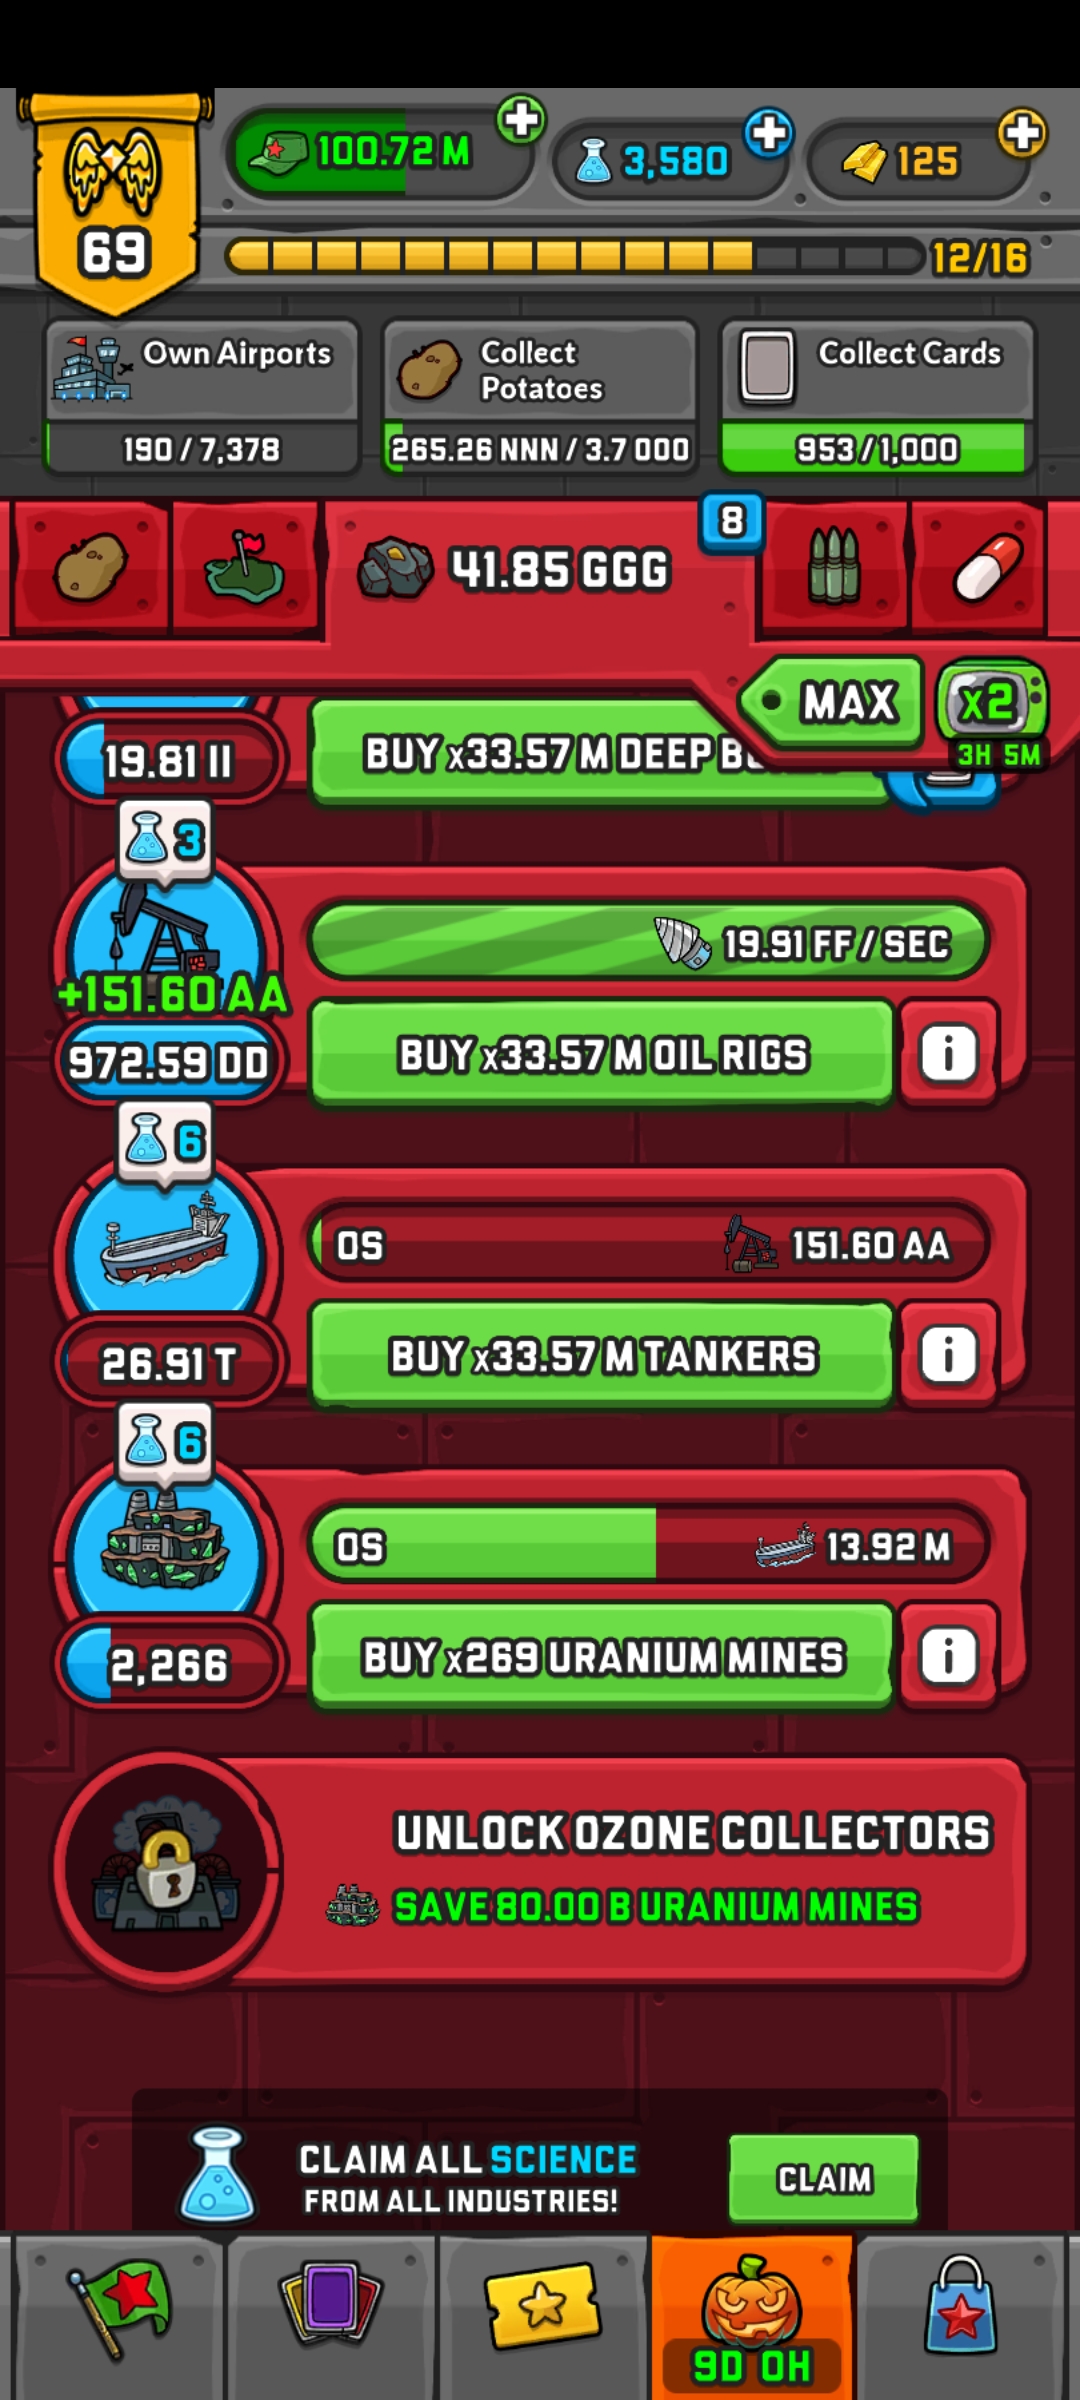 100.72 M
3,580
125
69
12/16
Own Airports
Collect
Potatoes
Collect Cards
190 / 7,378
265.26 NNN / 3.7 OOO
953 / 1,000
8
41.85 GGG
MAX
x2
3H 5M
19.81 II
BUY x33.57 M DEEP
3
19.91 FF / SEC
+151.60 AA
972.59 DD
BUY x33.57 M OIL RIGS
i
6
0S
151.60 AA
26.91 T
BUY x33.57 M TANKERS
i
6
0S
13.92 M
2,266
BUY x269 URANIUM MINES
i
UNLOCK OZONE COLLECTORS
SAVE 80.00 B URANIUM MINES
CLAIM ALL SCIENCE
FROM ALL INDUSTRIES!
CLAIM
9D 0H